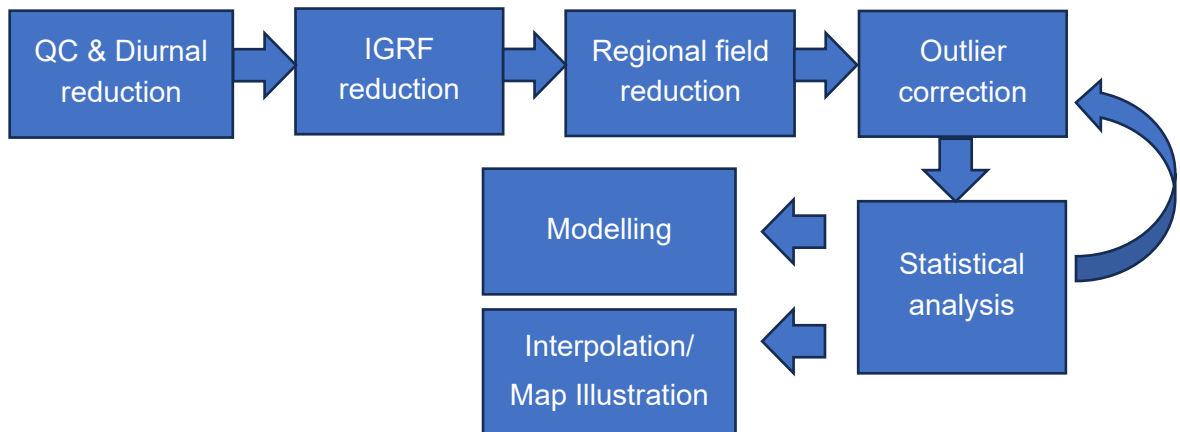 QC & Diurnal
reduction
IGRF
reduction
Regional field
reduction
Outlier
correction
Modelling
Statistical
analysis
Interpolation/
Map Illustration